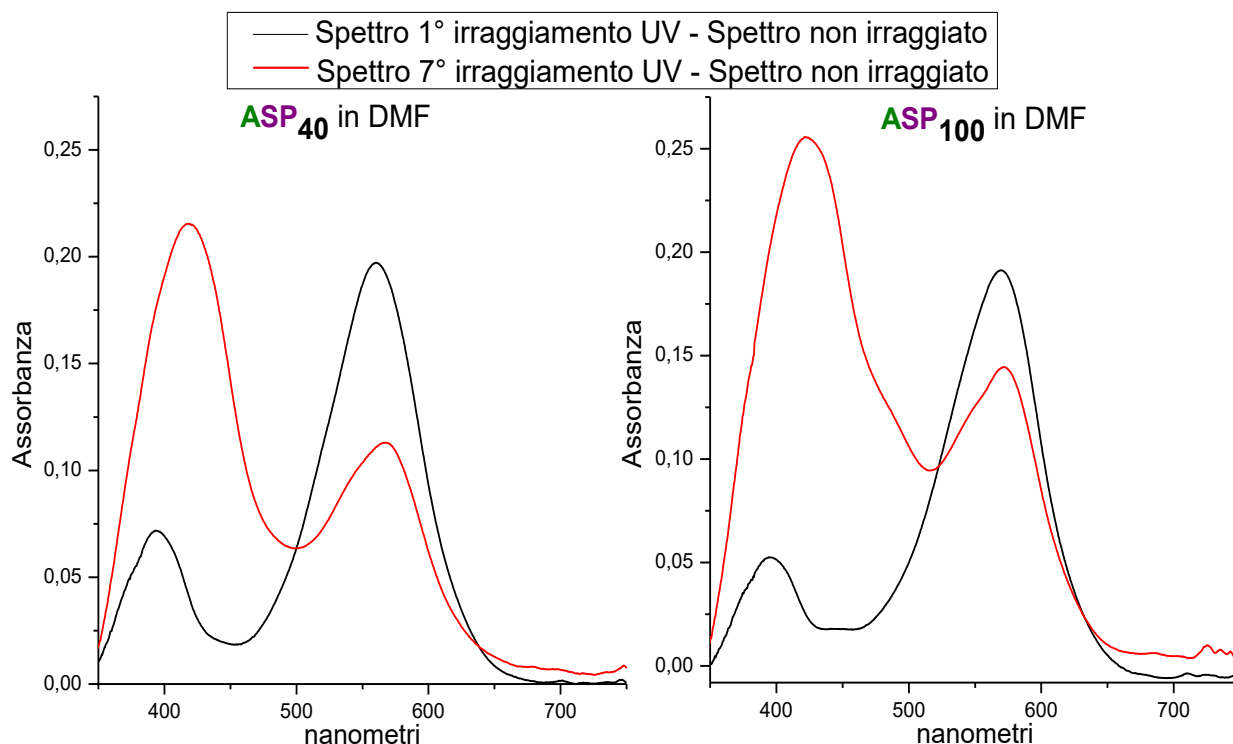 Spettro 1° irraggiamento UV - Spettro non irraggiato
Spettro 7° irraggiamento UV - Spettro non irraggiato
ASP40 in DMF
0,25
0,20
0,15
0,10
0,05
0,00
Assorbanza
400 500 600 700
nanometri
ASP100 in DMF
0,25
0,20
0,15
0,10
0,05
0,00
Assorbanza
400 500 600 700
nanometri